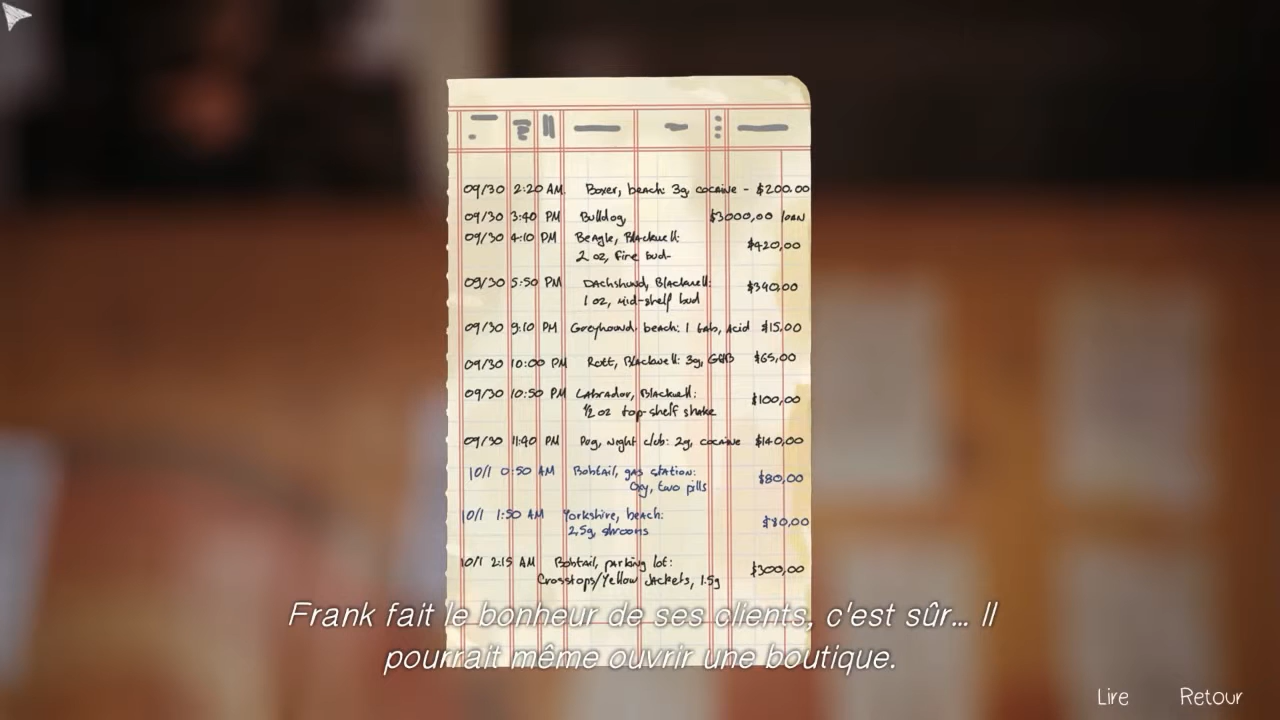 09/30 2:20 AM Boxer, beach: 3g, cocaine - $200.00
09/30 3:40 PM Bulldog, $3000,00 loan
09/30 4:10 PM Beagle, Blackwell:
2 oz, fire bud- $420,00
09/30 5:50 PM Dachshund, Blackwell:
1 oz, mid-shelf bud $340,00
09/30 9:10 PM Greyhound, beach: 1 tab, acid $15,00
09/30 10:00 PM Rott, Blackwell: 3g, GHB $65,00
09/30 10:50 PM Labrador, Blackwell:
½ oz top-shelf shake $100,00
09/30 11:40 PM Pug, night club: 2g, cocaine $140,00
10/1 0:50 AM Bobtail, gas station:
Oxy, two pills $80,00
10/1 1:50 AM Yorkshire, beach:
2,5g, shrooms
10/1 2:15 AM Bobtail, parking lot:
Crosstops/Yellow Jackets, 1.5g $300,00
Frank fait le bonheur de ses clients, c'est sûr... Il
pourrait même ouvrir une boutique.
Lire Retour